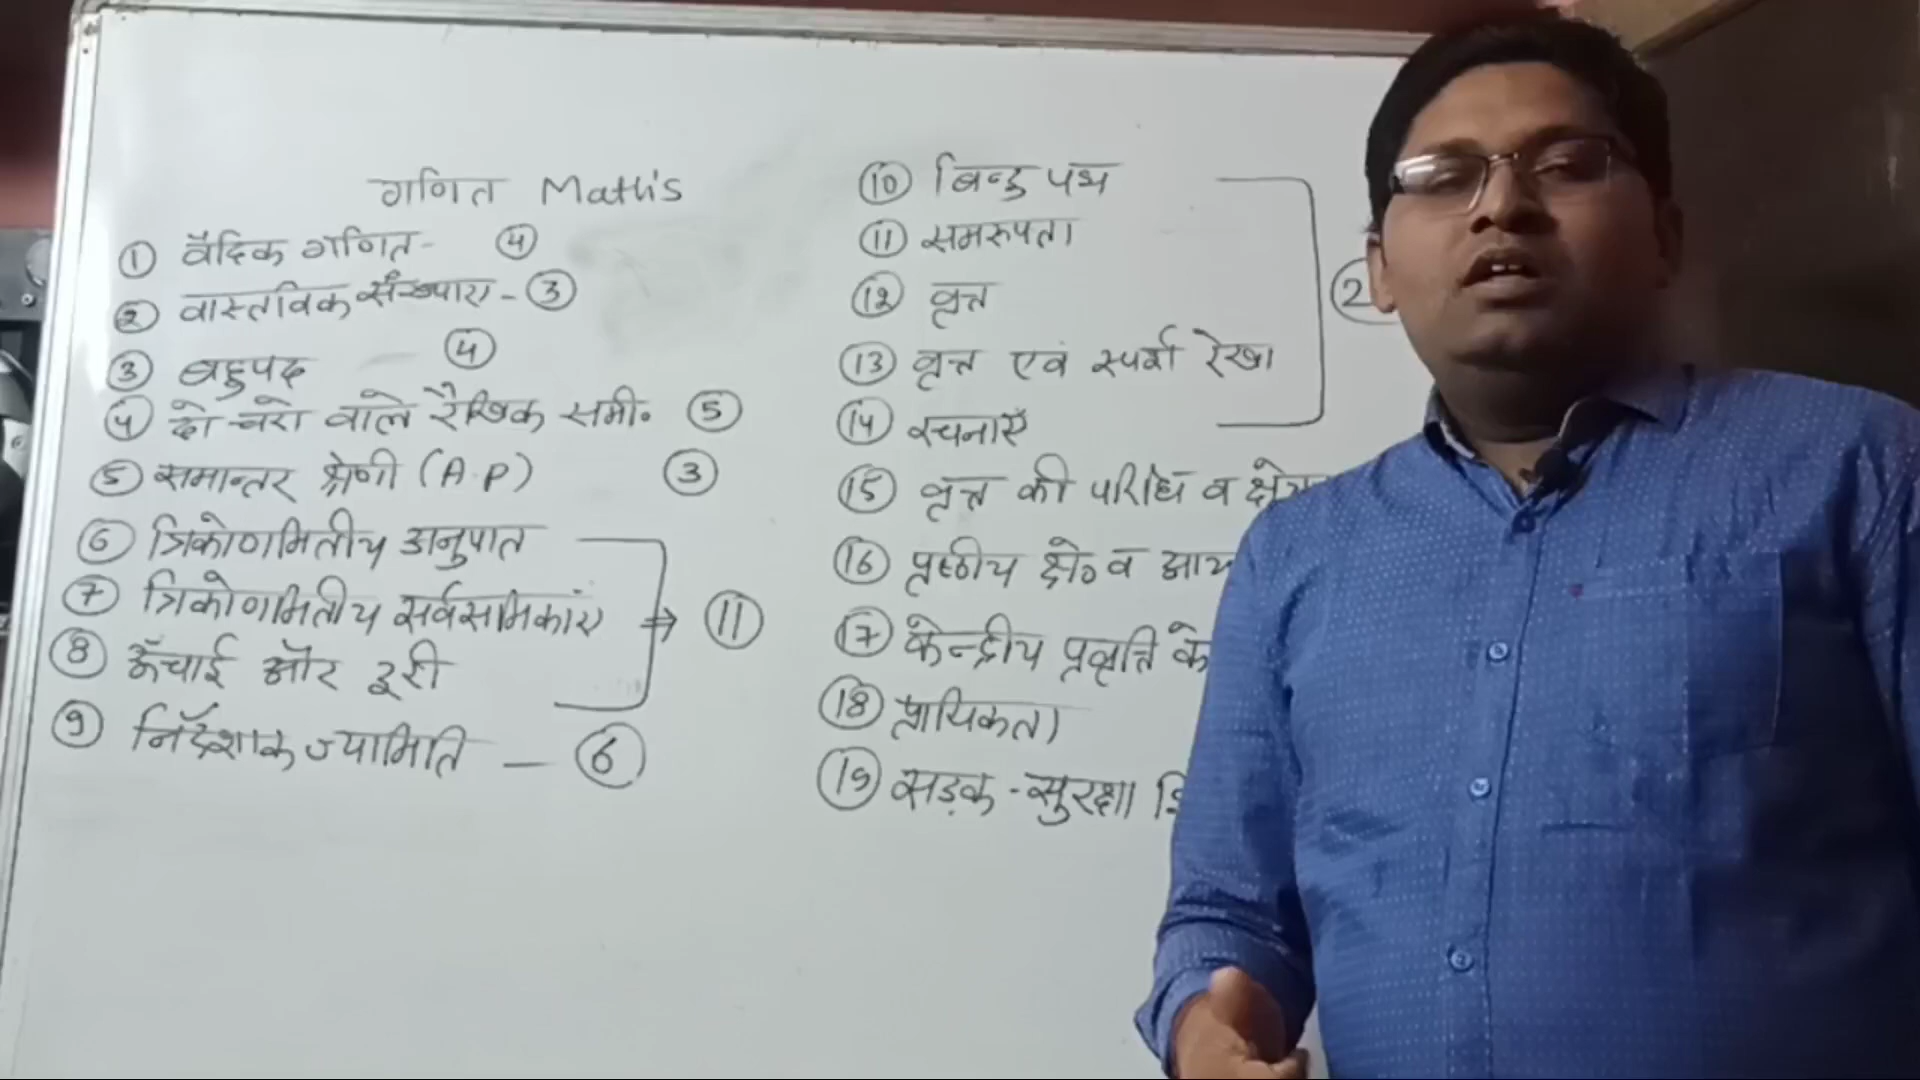 गणित Maths
① वैदिक गणित - ④
② वास्तविक संख्याएं - ③
③ बहुपद ④
④ दो चरो वाले रैखिक समी. ⑤
⑤ समान्तर श्रेणी (A.P) ③
⑥ त्रिकोणमितीय अनुपात
⑦ त्रिकोणमितीय सर्वसमिकाएं → ⑪
⑧ ऊँचाई और दूरी
⑨ निर्देशांक ज्यामिति - ⑥
⑩ बिन्दु पथ
⑪ समरुपता
⑫ वृत्त
⑬ वृत्त एवं स्पर्श रेखा
⑭ रचनाएँ
⑮ वृत्त की परिधि व
⑯ पृष्ठीय क्षे० व
⑰ केन्द्रीय प्रवृत्ति के
⑱ प्रायिकता
⑲ सड़क - सुरक्षा